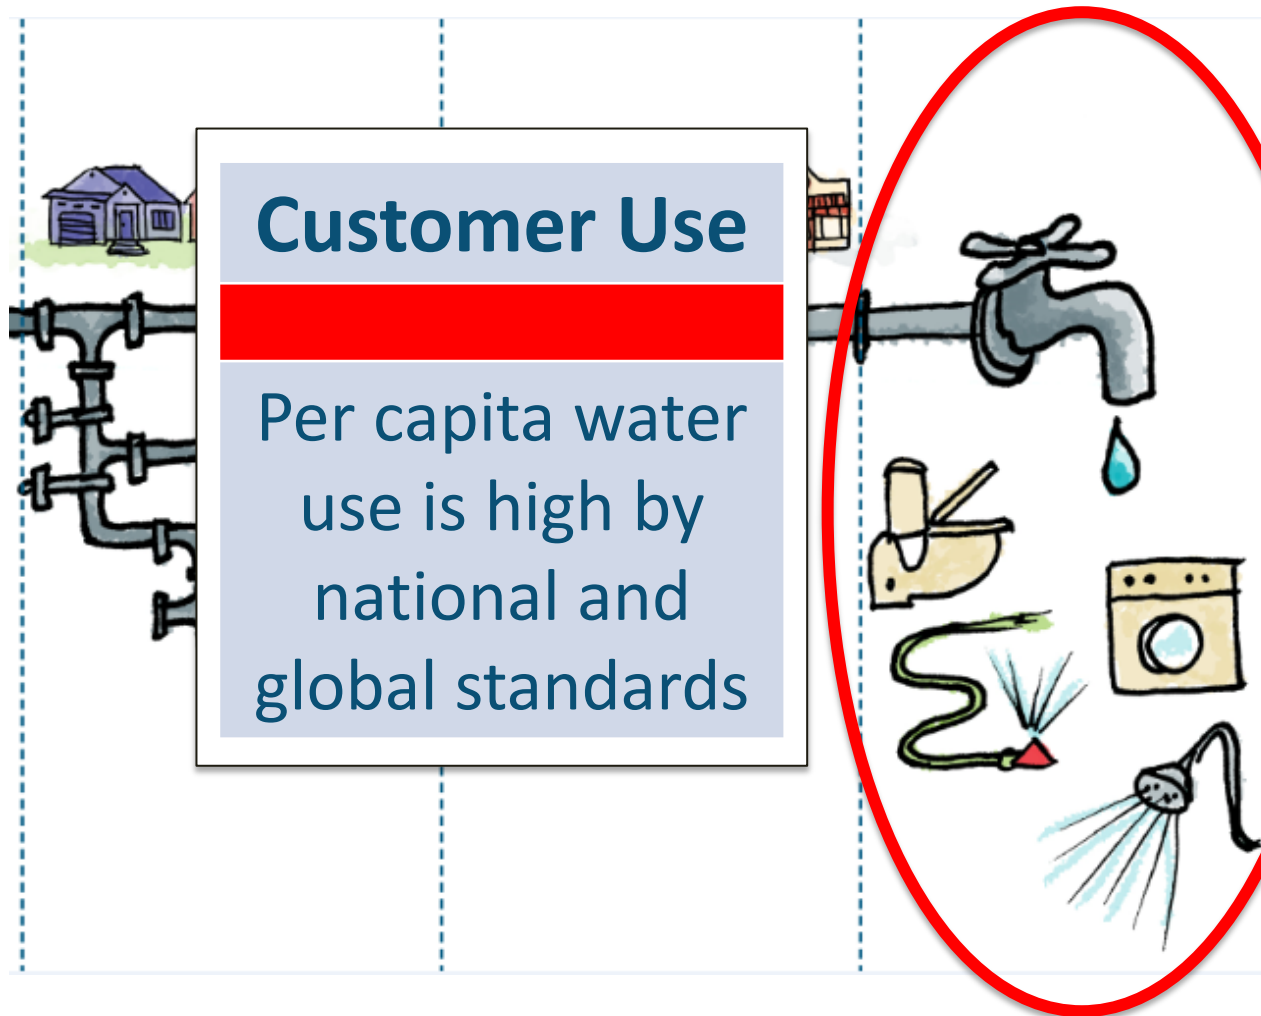 Customer Use
Per capita water
use is high by
national and
global standards